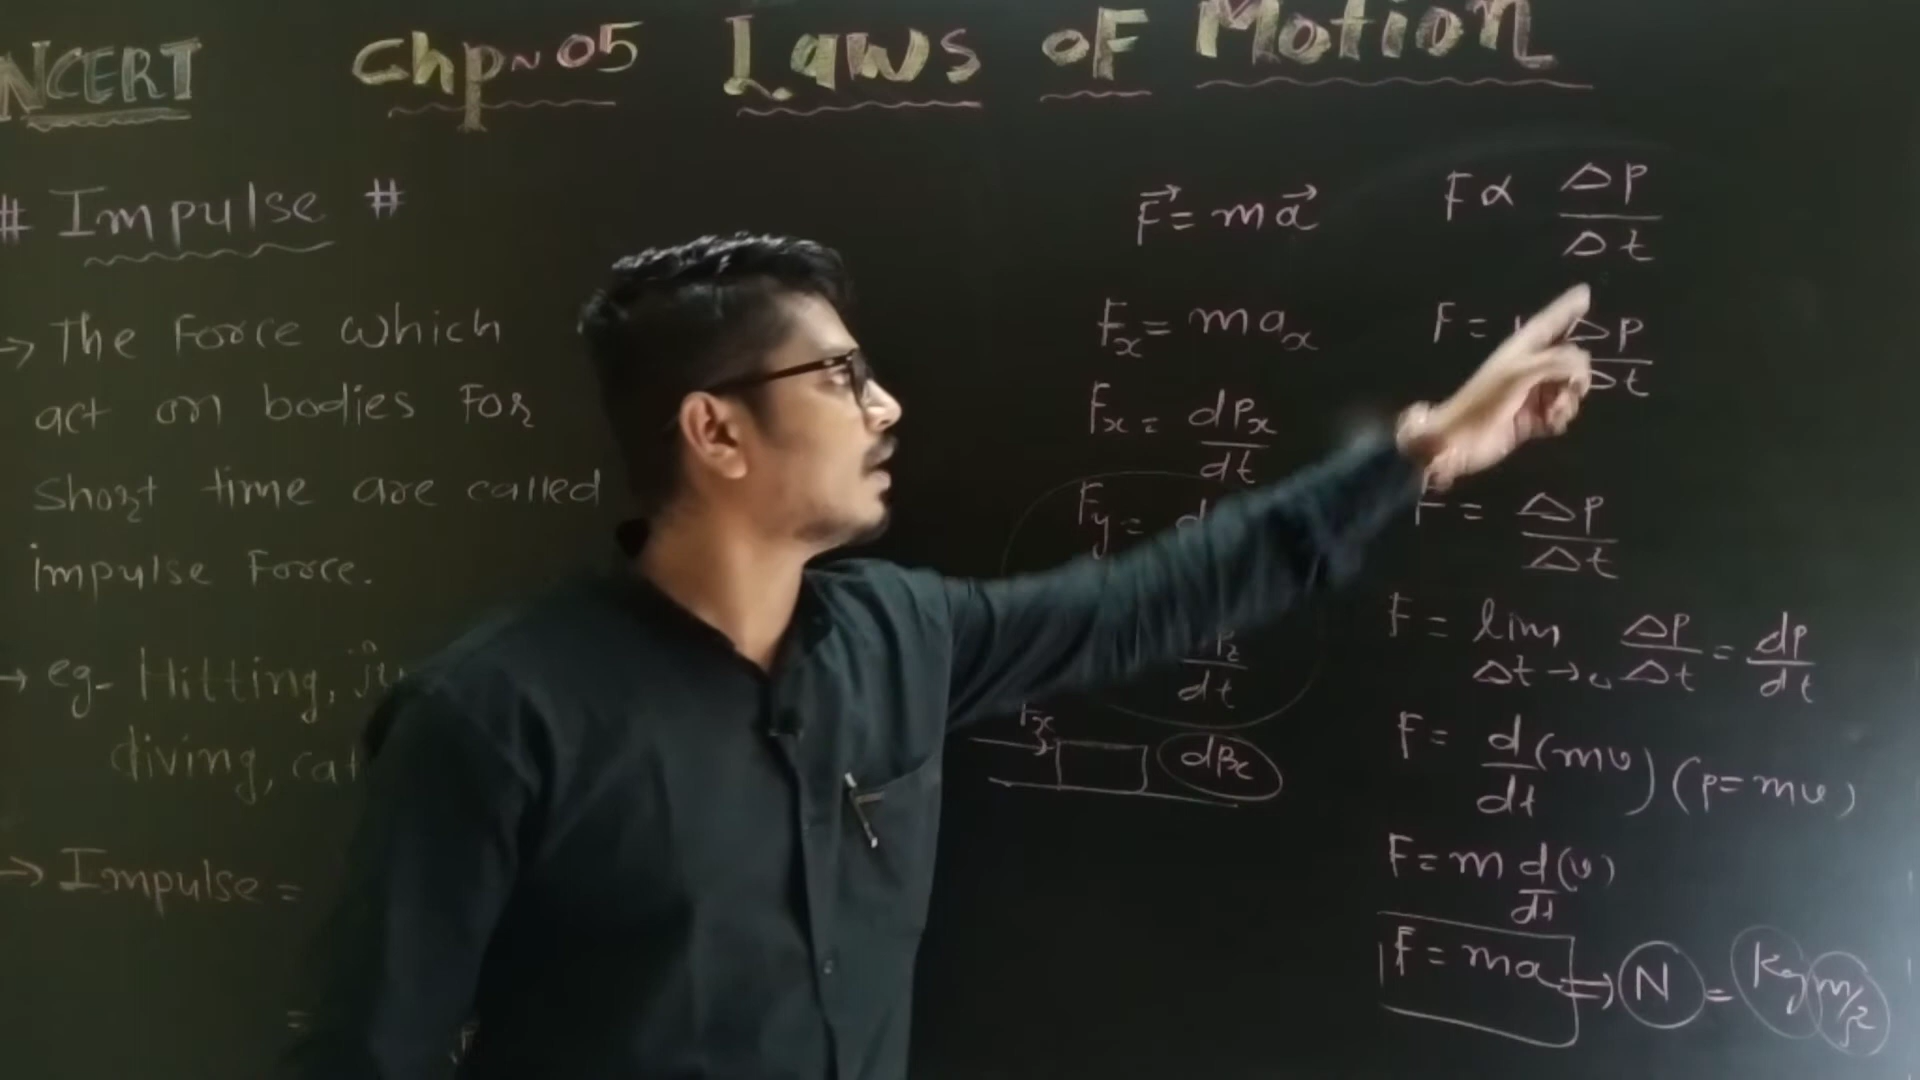 NCERT Chp~05 Laws of Motion
# Impulse #
→ The Force which
act on bodies For
short time are called
impulse Force.
→ eg- Hitting,
diving,
→ Impulse =
=
F⃗ = ma⃗
Fx = max
Fx = dPx/dt
Fy =
dt
Fx
dPx
F ∝ ΔP/Δt
F = ΔP/Δt
F = ΔP/Δt
F = lim Δt→0 ΔP/Δt = dP/dt
F = d/dt (mv) (p = mv)
F = m d(v)/dt
F = ma ⇒ N = kg m/s²